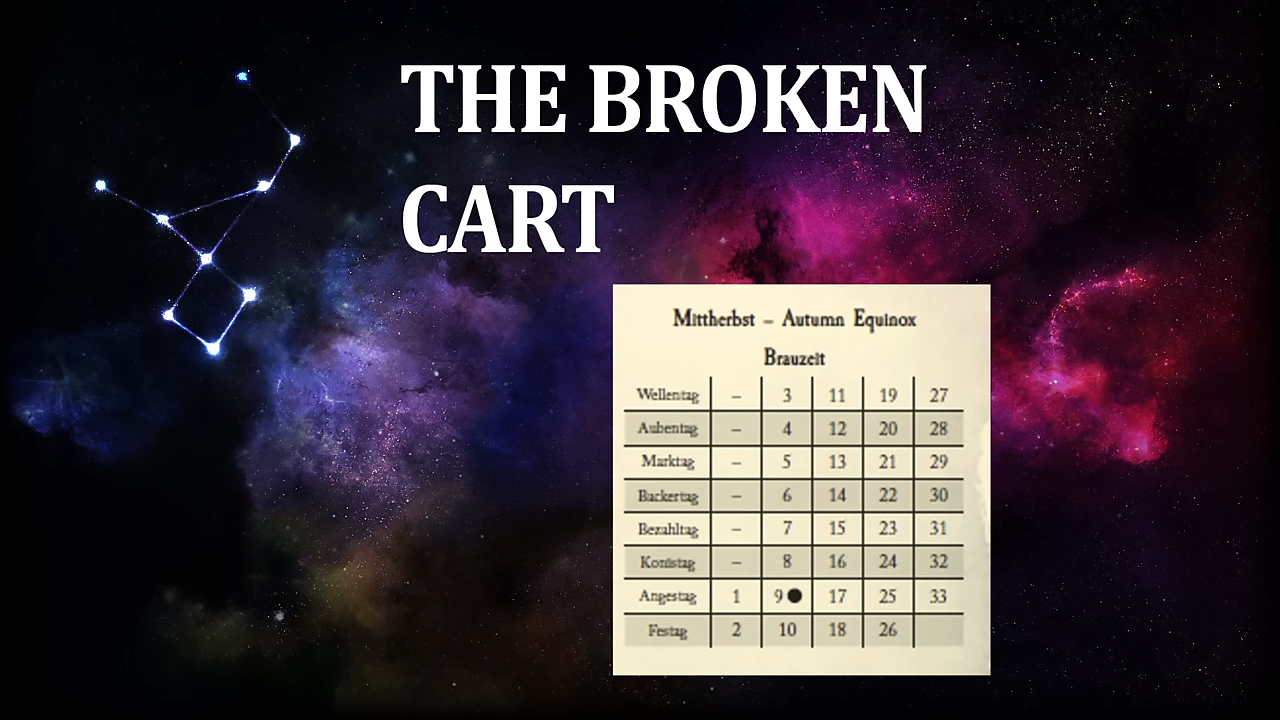 THE BROKEN
CART
Mittherbst – Autumn Equinox
Brauzeit
Wellentag – 3 11 19 27
Aubentag – 4 12 20 28
Marktag – 5 13 21 29
Backertag – 6 14 22 30
Bezahltag – 7 15 23 31
Konistag – 8 16 24 32
Angestag 1 9● 17 25 33
Festag 2 10 18 26